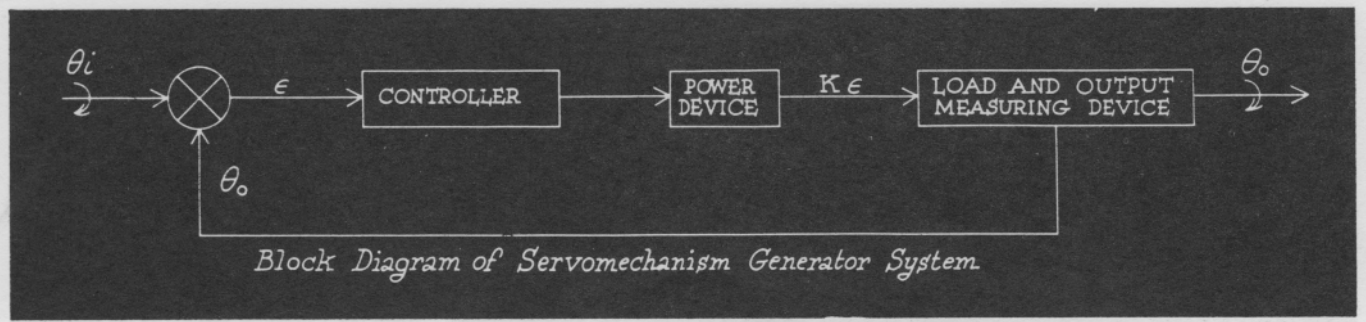 θi
ε
CONTROLLER
POWER
DEVICE
Kε
LOAD AND OUTPUT
MEASURING DEVICE
θo
θo
Block Diagram of Servomechanism Generator System